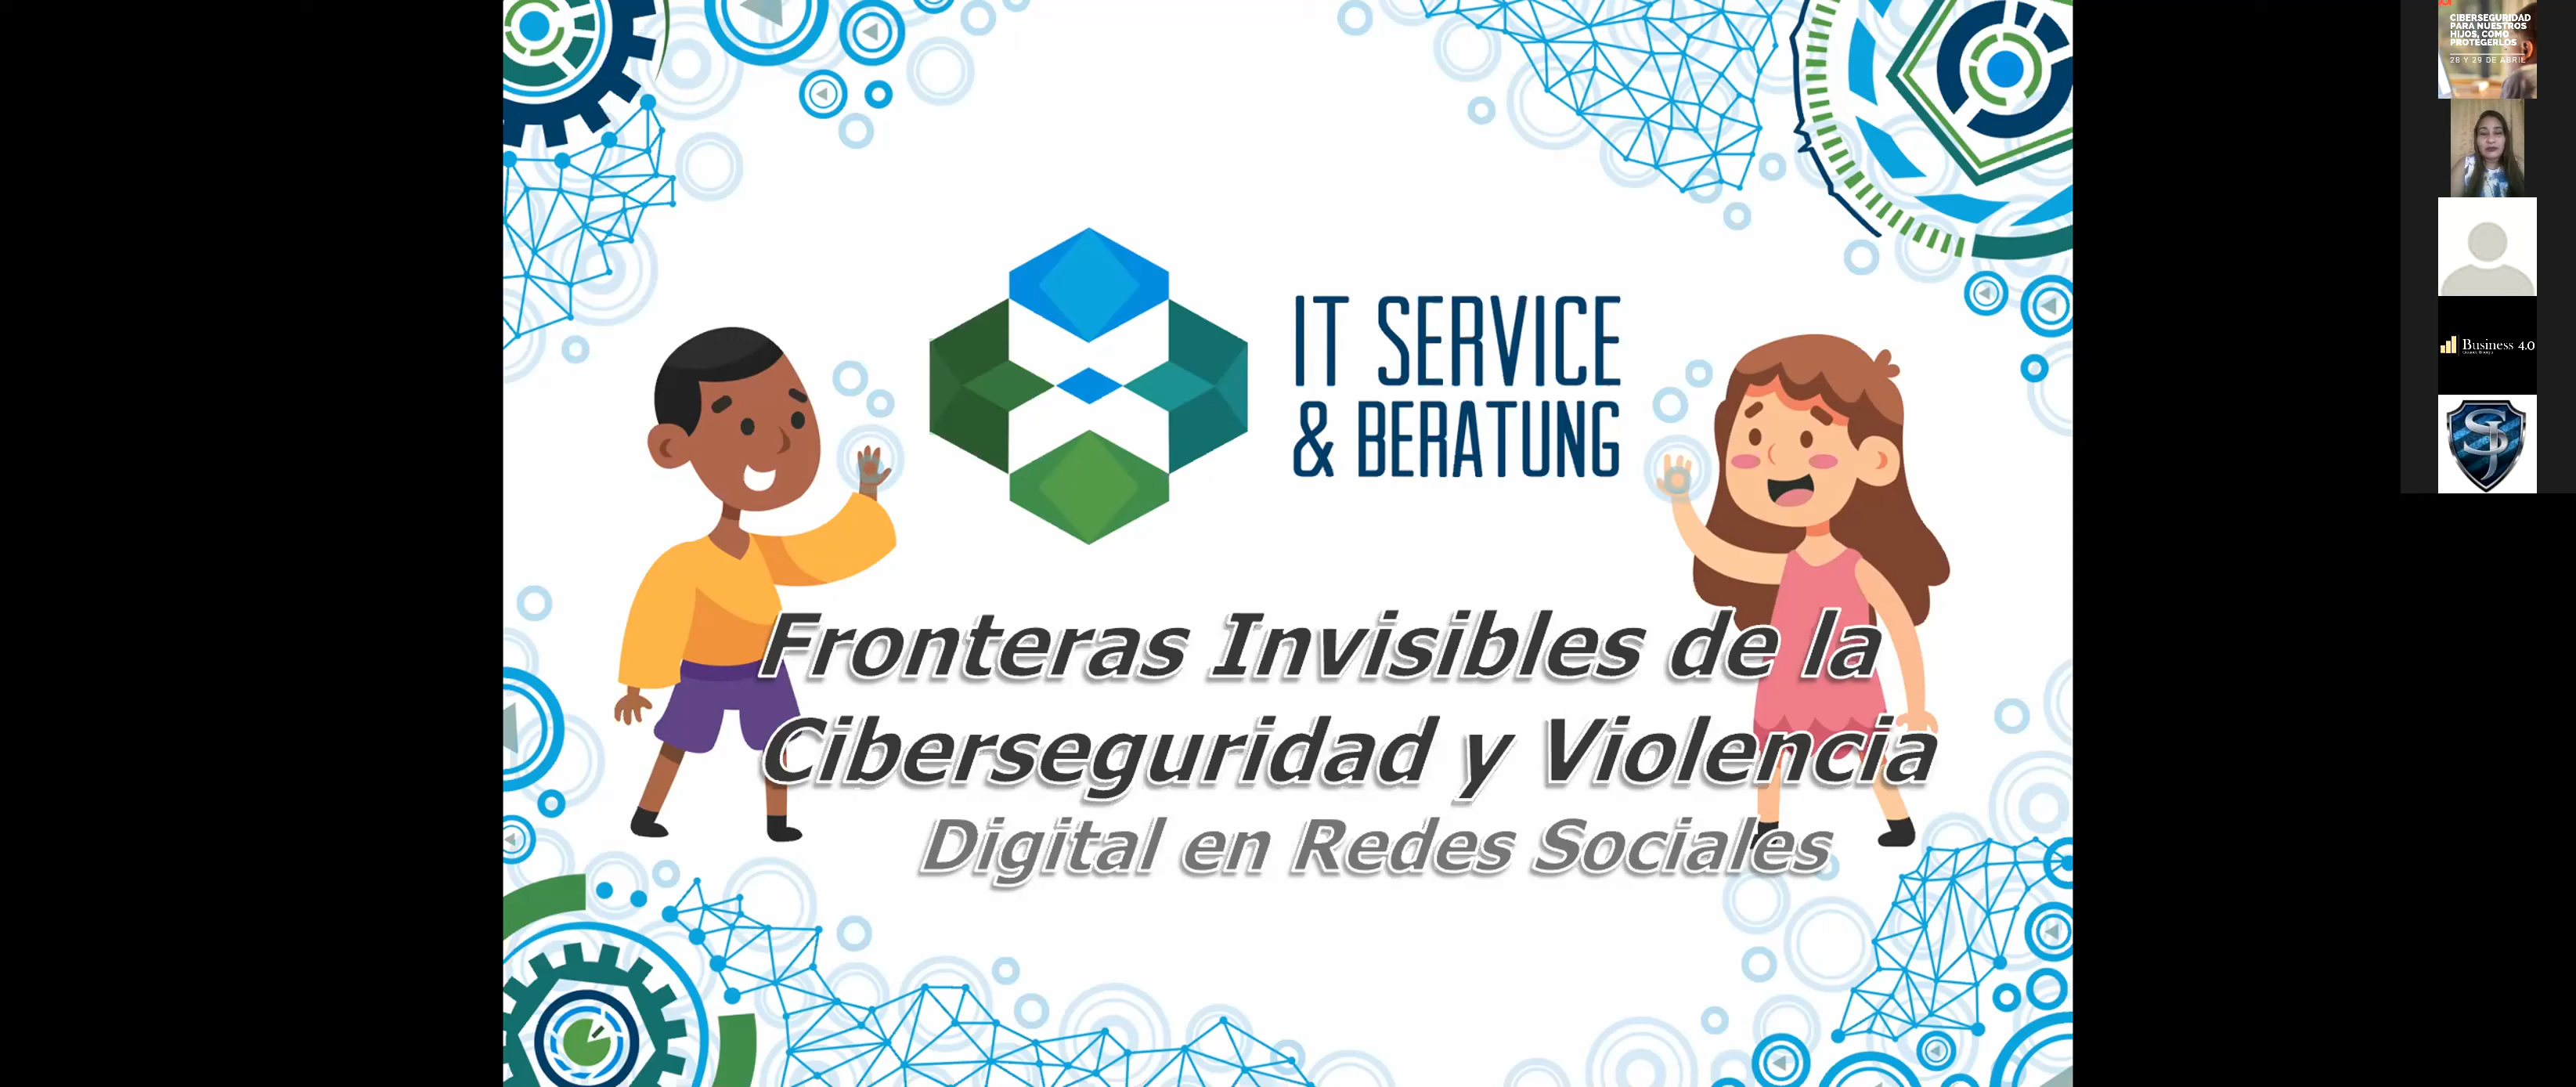 IT SERVICE
& BERATUNG
Fronteras Invisibles de la
Ciberseguridad y Violencia
Digital en Redes Sociales
CIBERSEGURIDAD
PARA NUESTROS
HIJOS, COMO
PROTEGERLOS
28 Y 29 DE ABRIL
Business 4.0
SJ